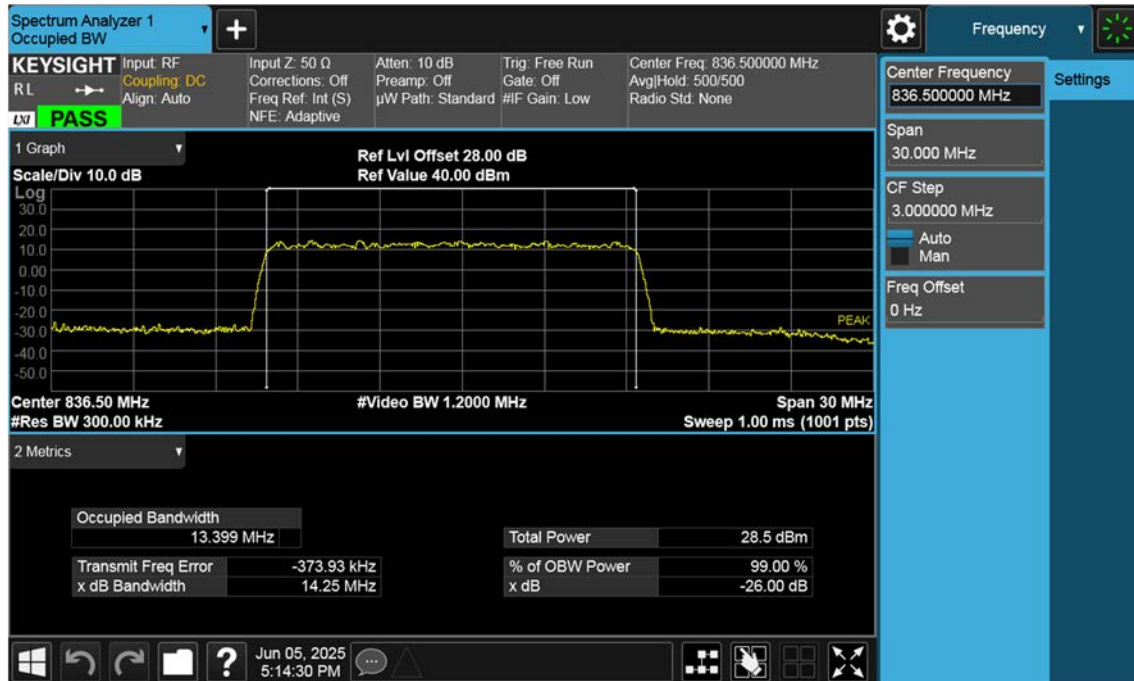 Spectrum Analyzer 1
Occupied BW
Frequency
KEYSIGHT
R L
LXI PASS
Input: RF
Coupling: DC
Align: Auto
Input Z: 50 Ω
Corrections: Off
Freq Ref: Int (S)
NFE: Adaptive
Atten: 10 dB
Preamp: Off
µW Path: Standard
Trig: Free Run
Gate: Off
#IF Gain: Low
Center Freq: 836.500000 MHz
Avg|Hold: 500/500
Radio Std: None
Center Frequency
836.500000 MHz
Settings
Span
30.000 MHz
CF Step
3.000000 MHz
Auto
Man
Freq Offset
0 Hz
1 Graph
Scale/Div 10.0 dB
Ref Lvl Offset 28.00 dB
Ref Value 40.00 dBm
Log
30.0
20.0
10.0
0.00
-10.0
-20.0
-30.0
-40.0
-50.0
PEAK
Center 836.50 MHz
#Res BW 300.00 kHz
#Video BW 1.2000 MHz
Span 30 MHz
Sweep 1.00 ms (1001 pts)
2 Metrics
Occupied Bandwidth
13.399 MHz
Total Power 28.5 dBm
Transmit Freq Error -373.93 kHz
% of OBW Power 99.00 %
x dB Bandwidth 14.25 MHz
x dB -26.00 dB
Jun 05, 2025
5:14:30 PM